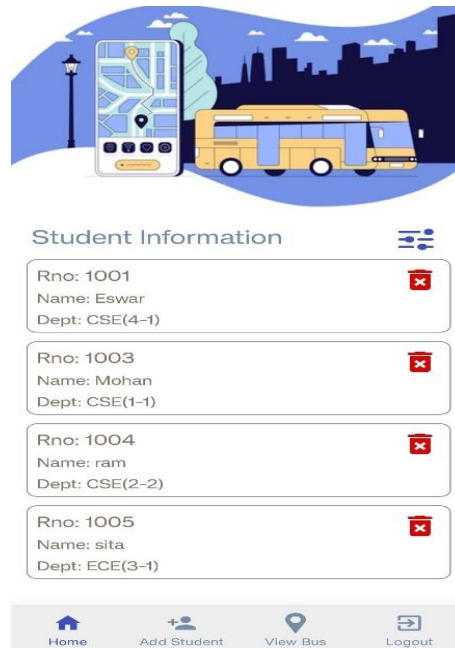 Student Information
Rno: 1001
Name: Eswar
Dept: CSE(4-1)
Rno: 1003
Name: Mohan
Dept: CSE(1-1)
Rno: 1004
Name: ram
Dept: CSE(2-2)
Rno: 1005
Name: sita
Dept: ECE(3-1)
Home Add Student View Bus Logout